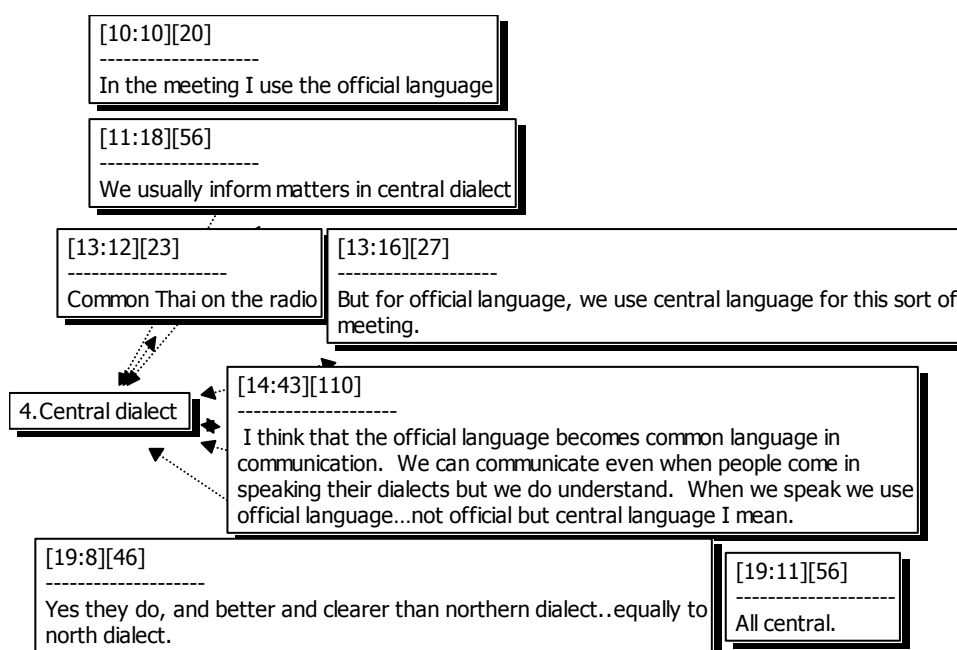 [10:10][20]
--------------------
In the meeting I use the official language
[11:18][56]
--------------------
We usually inform matters in central dialect
[13:12][23]
--------------------
Common Thai on the radio
[13:16][27]
--------------------
But for official language, we use central language for this sort of
meeting.
4.Central dialect
[14:43][110]
--------------------
I think that the official language becomes common language in
communication. We can communicate even when people come in
speaking their dialects but we do understand. When we speak we use
official language...not official but central language I mean.
[19:8][46]
--------------------
Yes they do, and better and clearer than northern dialect..equally to
north dialect.
[19:11][56]
--------------------
All central.